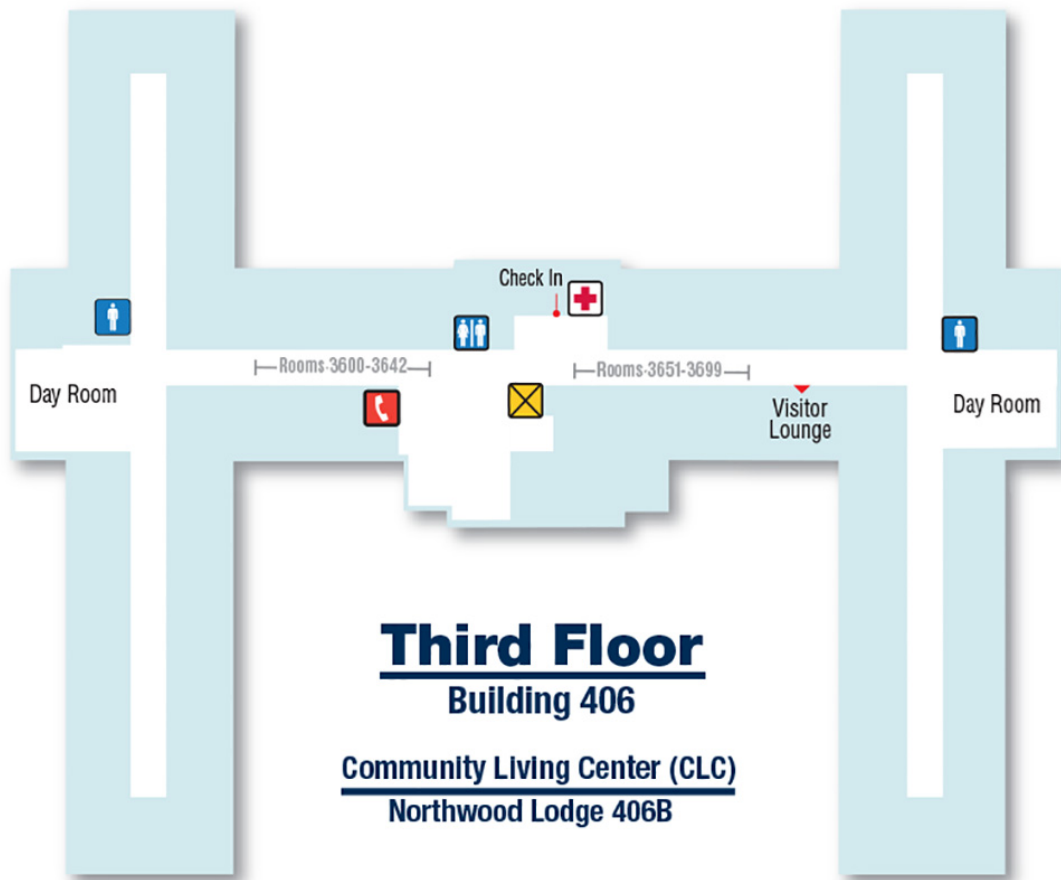 Check In
Rooms 3600-3642
Rooms 3651-3699
Day Room
Visitor
Lounge
Day Room
Third Floor
Building 406
Community Living Center (CLC)
Northwood Lodge 406B